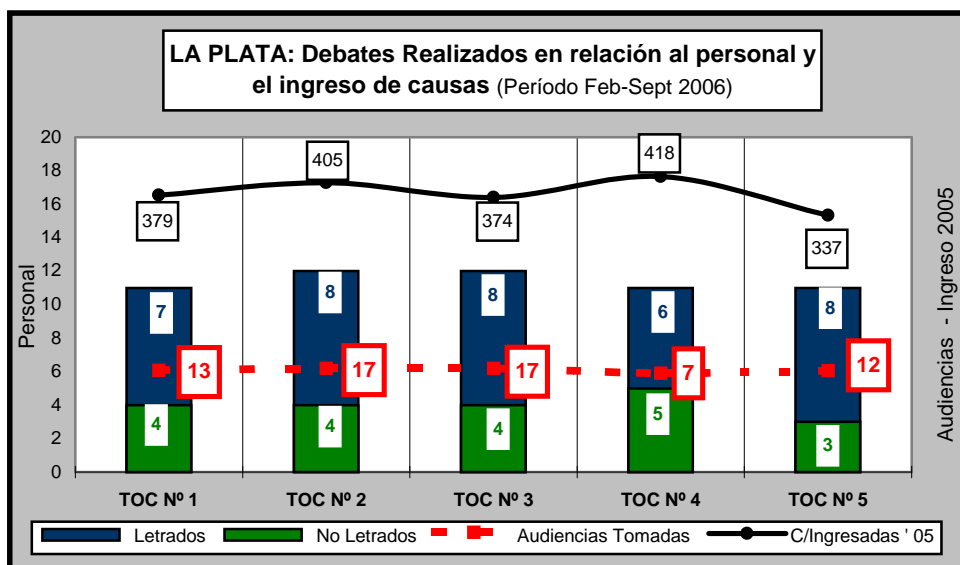 LA PLATA: Debates Realizados en relación al personal y
el ingreso de causas (Período Feb-Sept 2006)
Personal
20
18
16
14
12
10
8
6
4
2
0
379
405
374
418
337
7
8
8
6
8
13
17
17
7
12
4
4
4
5
3
TOC Nº 1
TOC Nº 2
TOC Nº 3
TOC Nº 4
TOC Nº 5
Audiencias - Ingreso 2005
Letrados
No Letrados
Audiencias Tomadas
C/Ingresadas ' 05